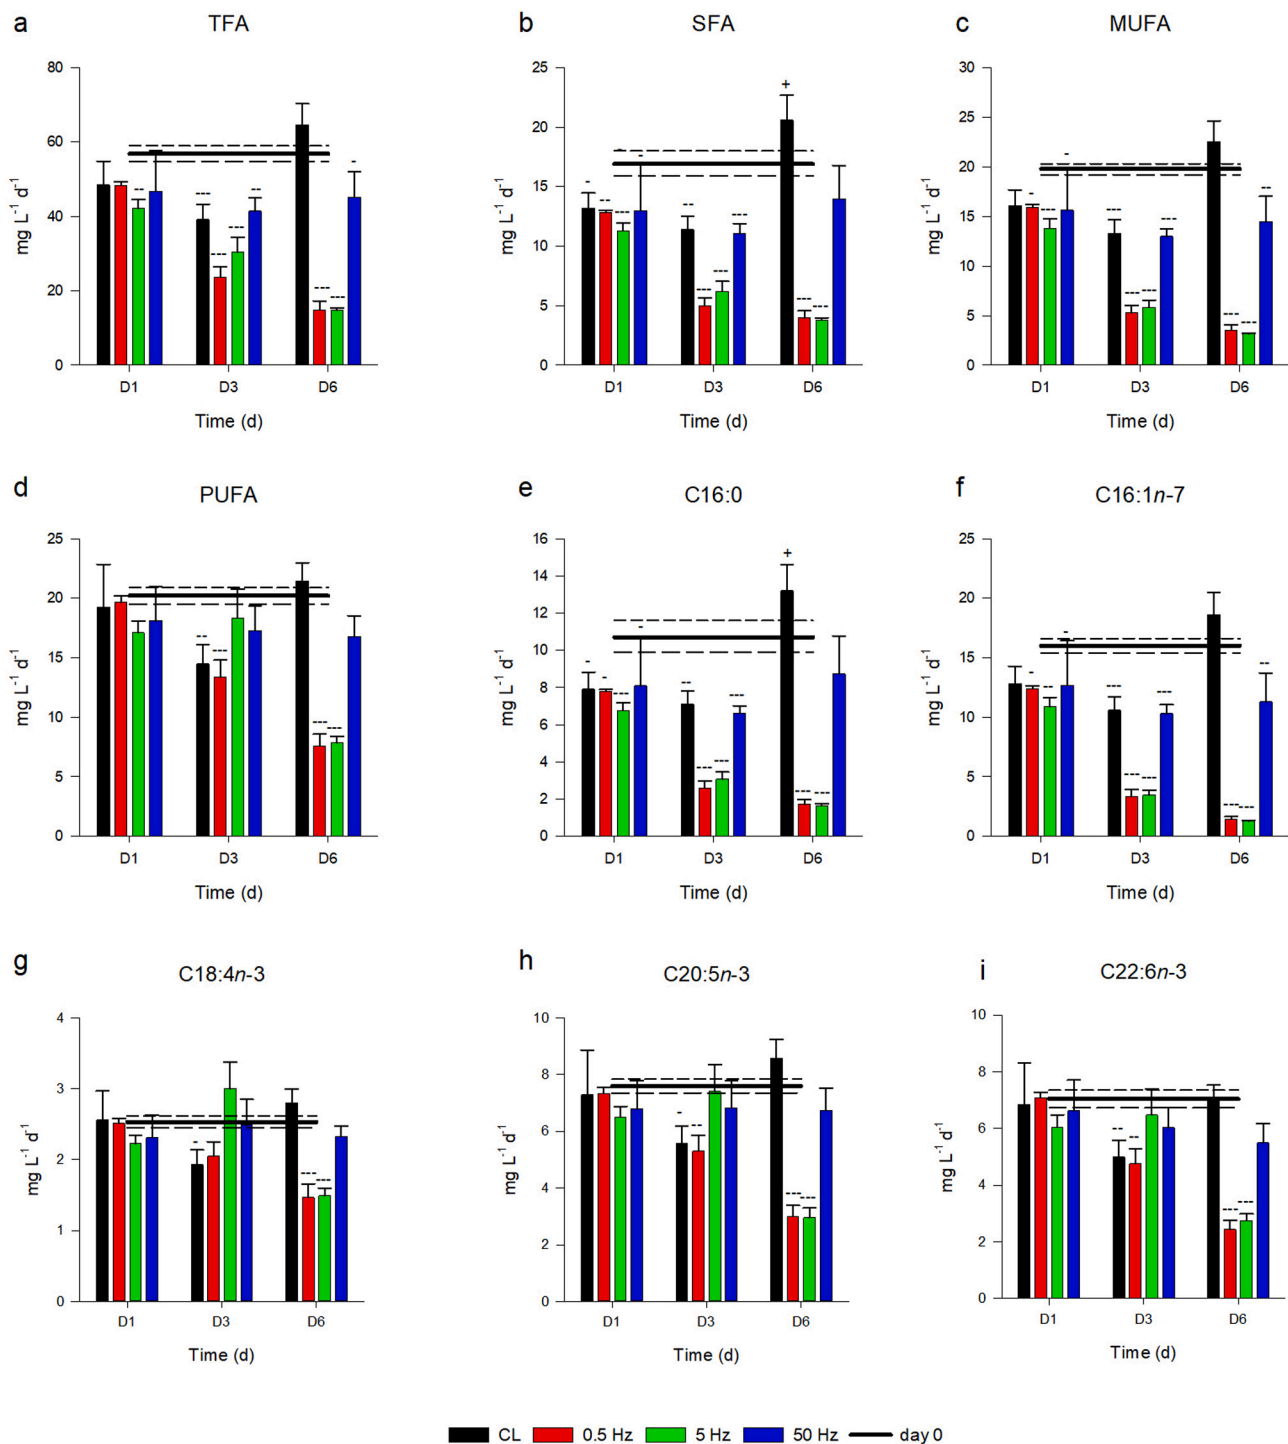 a TFA
b SFA
c MUFA
80
60
40
20
0
mg L⁻¹ d⁻¹
D1 D3 D6
Time (d)
-- --- --- --- -- --- --- -
25
20
15
10
5
0
mg L⁻¹ d⁻¹
D1 D3 D6
Time (d)
- -- --- - - -- --- --- --- + --- ---
30
25
20
15
10
5
0
mg L⁻¹ d⁻¹
D1 D3 D6
Time (d)
- --- - --- --- --- --- --- --- --
d PUFA
e C16:0
f C16:1n-7
25
20
15
10
5
0
mg L⁻¹ d⁻¹
D1 D3 D6
Time (d)
-- --- --- ---
16
14
12
10
8
6
4
2
0
mg L⁻¹ d⁻¹
D1 D3 D6
Time (d)
- - --- - -- --- --- --- + --- ---
25
20
15
10
5
0
mg L⁻¹ d⁻¹
D1 D3 D6
Time (d)
- -- - --- --- --- --- --- --- --
g C18:4n-3
h C20:5n-3
i C22:6n-3
4
3
2
1
0
mg L⁻¹ d⁻¹
D1 D3 D6
Time (d)
- --- ---
10
8
6
4
2
0
mg L⁻¹ d⁻¹
D1 D3 D6
Time (d)
- -- --- ---
10
8
6
4
2
0
mg L⁻¹ d⁻¹
D1 D3 D6
Time (d)
-- -- --- ---
CL 0.5 Hz 5 Hz 50 Hz day 0